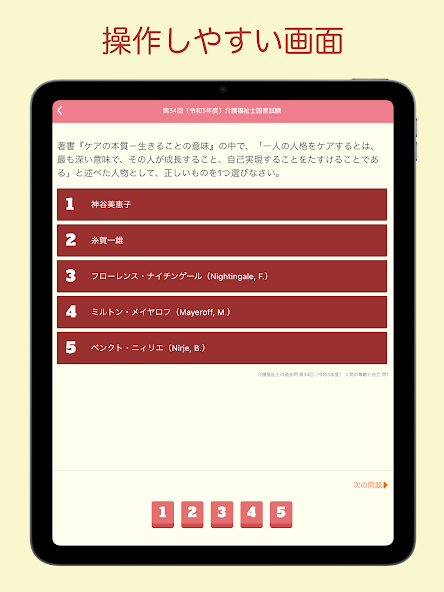 操作しやすい画面
第34回（令和3年度）介護福祉士国家試験
著書『ケアの本質－生きることの意味』の中で、「一人の人格をケアするとは、
最も深い意味で、その人が成長すること、自己実現することをたすけることであ
る」と述べた人物として、正しいものを1つ選びなさい。
1 神谷美恵子
2 糸賀一雄
3 フローレンス・ナイチンゲール（Nightingale, F.）
4 ミルトン・メイヤロフ（Mayeroff, M.）
5 ベンクト・ニィリエ（Nirje, B.）
介護福祉士の過去問 第34回（令和3年度） 人間の尊厳と自立 問1
次の問題
1 2 3 4 5